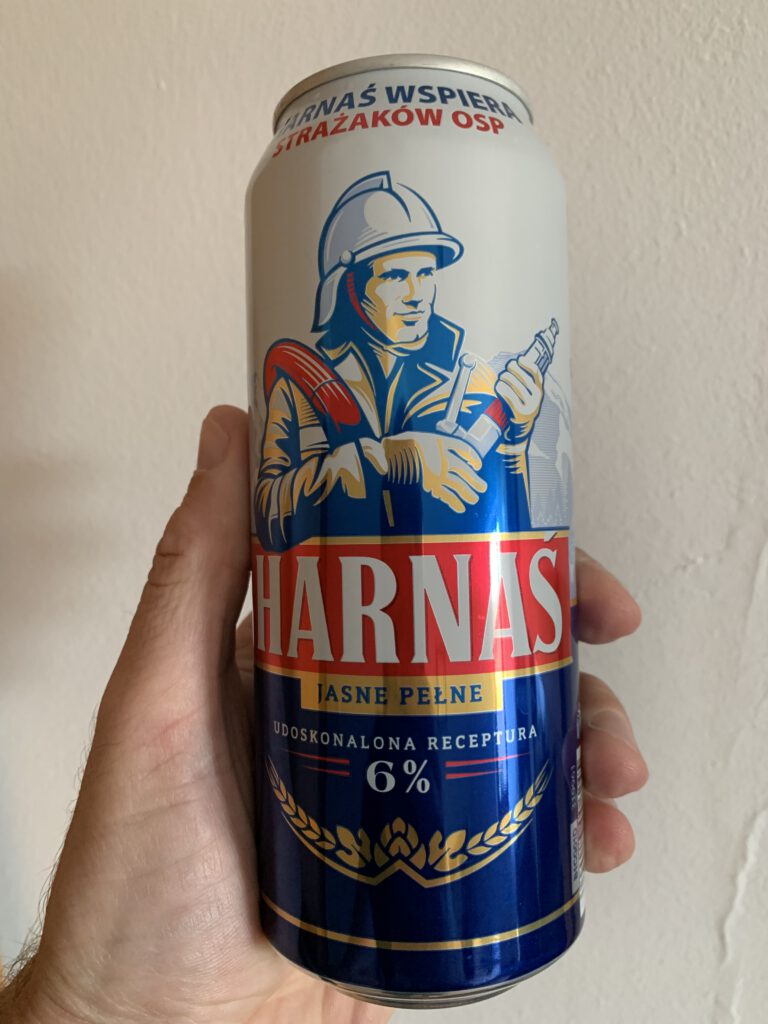 HARNAŚ WSPIERA
STRAŻAKÓW OSP
HARNAŚ
JASNE PEŁNE
UDOSKONALONA RECEPTURA
6%